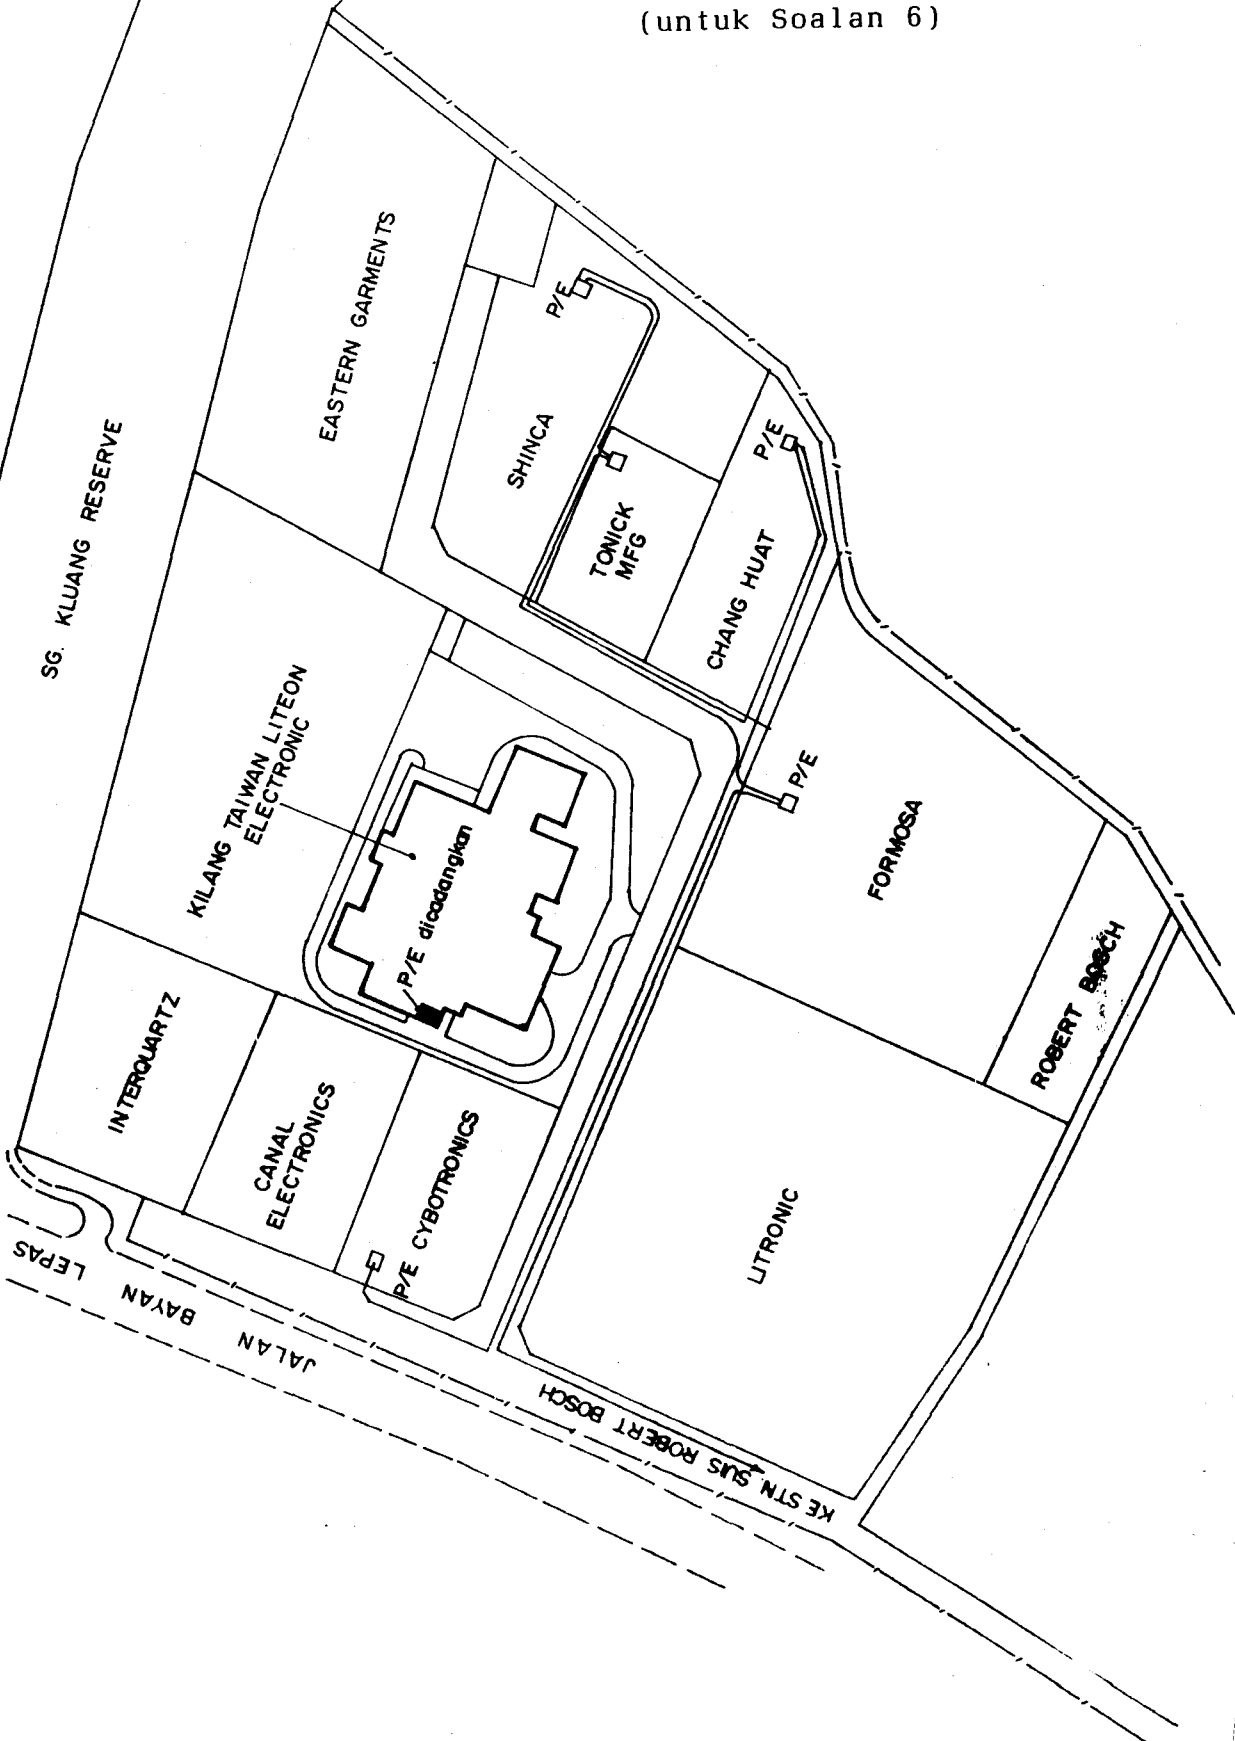 (untuk Soalan 6)
EASTERN GARMENTS
P/E
SHINCA
P/E
SG. KLUANG RESERVE
TONICK
MFG
CHANG HUAT
KILANG TAIWAN LITEON
ELECTRONIC
P/E
FORMOSA
P/E dicadangkan
ROBERT BOSCH
INTERQUARTZ
CANAL
ELECTRONICS
CYBOTRONICS
P/E
LITRONIC
JALAN BAYAN LEPAS
KE STN SUIS ROBERT BOSCH